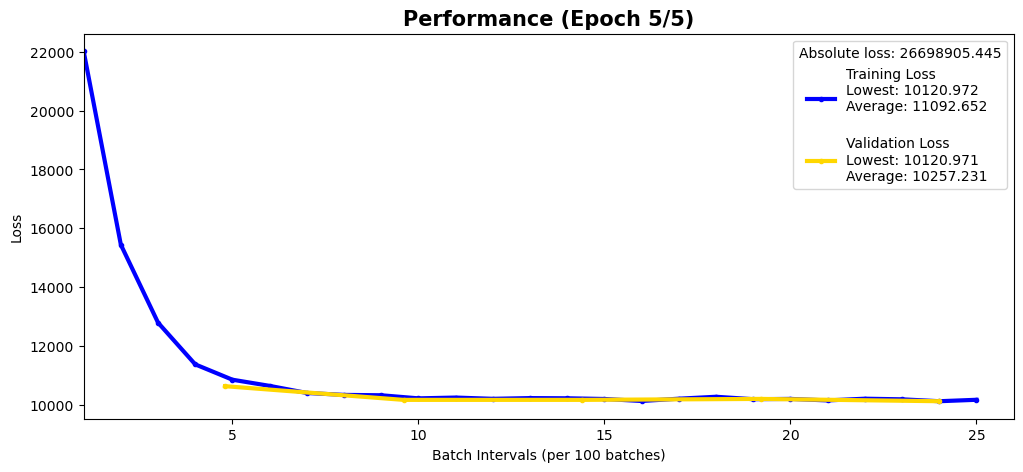 Performance (Epoch 5/5)
Absolute loss: 26698905.445
Training Loss
Lowest: 10120.972
Average: 11092.652
Validation Loss
Lowest: 10120.971
Average: 10257.231
Loss
22000
20000
18000
16000
14000
12000
10000
5
10
15
20
25
Batch Intervals (per 100 batches)